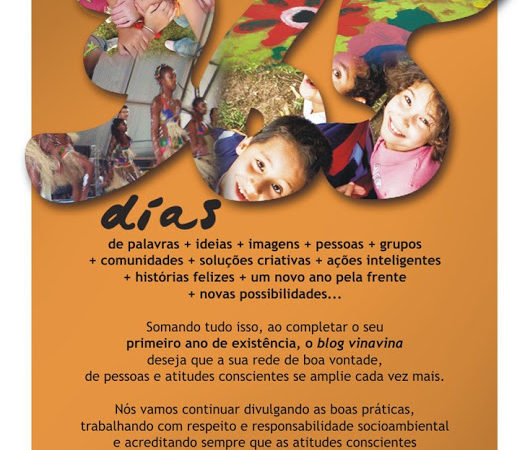 365
días
de palavras + ideias + imagens + pessoas + grupos
+ comunidades + soluções criativas + ações inteligentes
+ histórias felizes + um novo ano pela frente
+ novas possibilidades...
Somando tudo isso, ao completar o seu
primeiro ano de existência, o blog vinavina
deseja que a sua rede de boa vontade,
de pessoas e atitudes conscientes se amplie cada vez mais.
Nós vamos continuar divulgando as boas práticas,
trabalhando com respeito e responsabilidade socioambiental
e acreditando sempre que as atitudes conscientes